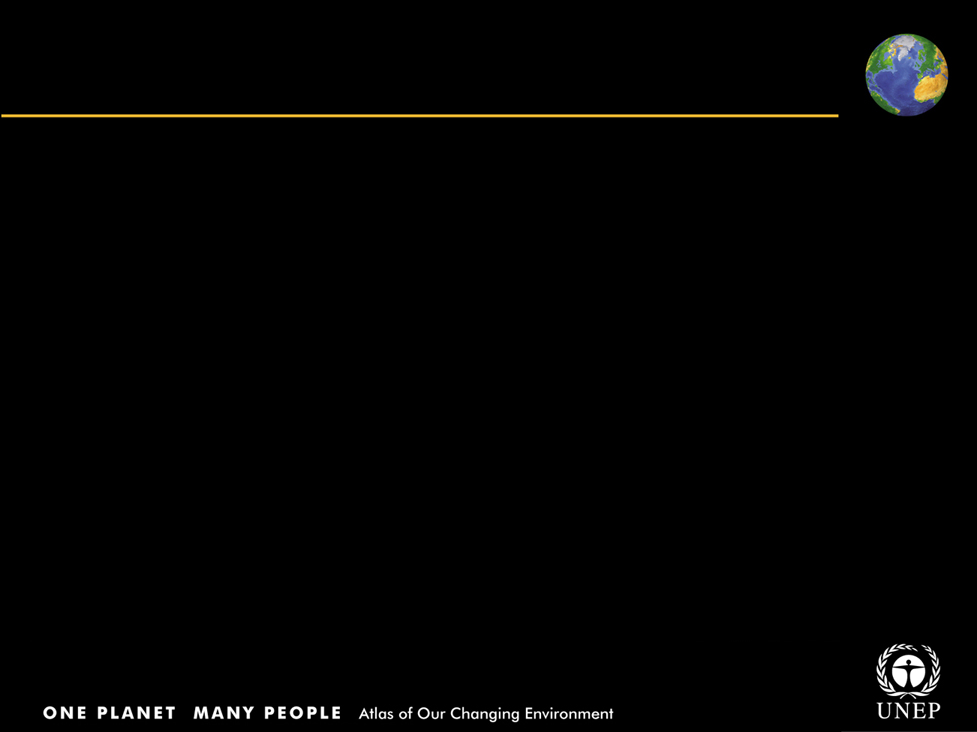 UNEP
ONE PLANET MANY PEOPLE Atlas of Our Changing Environment